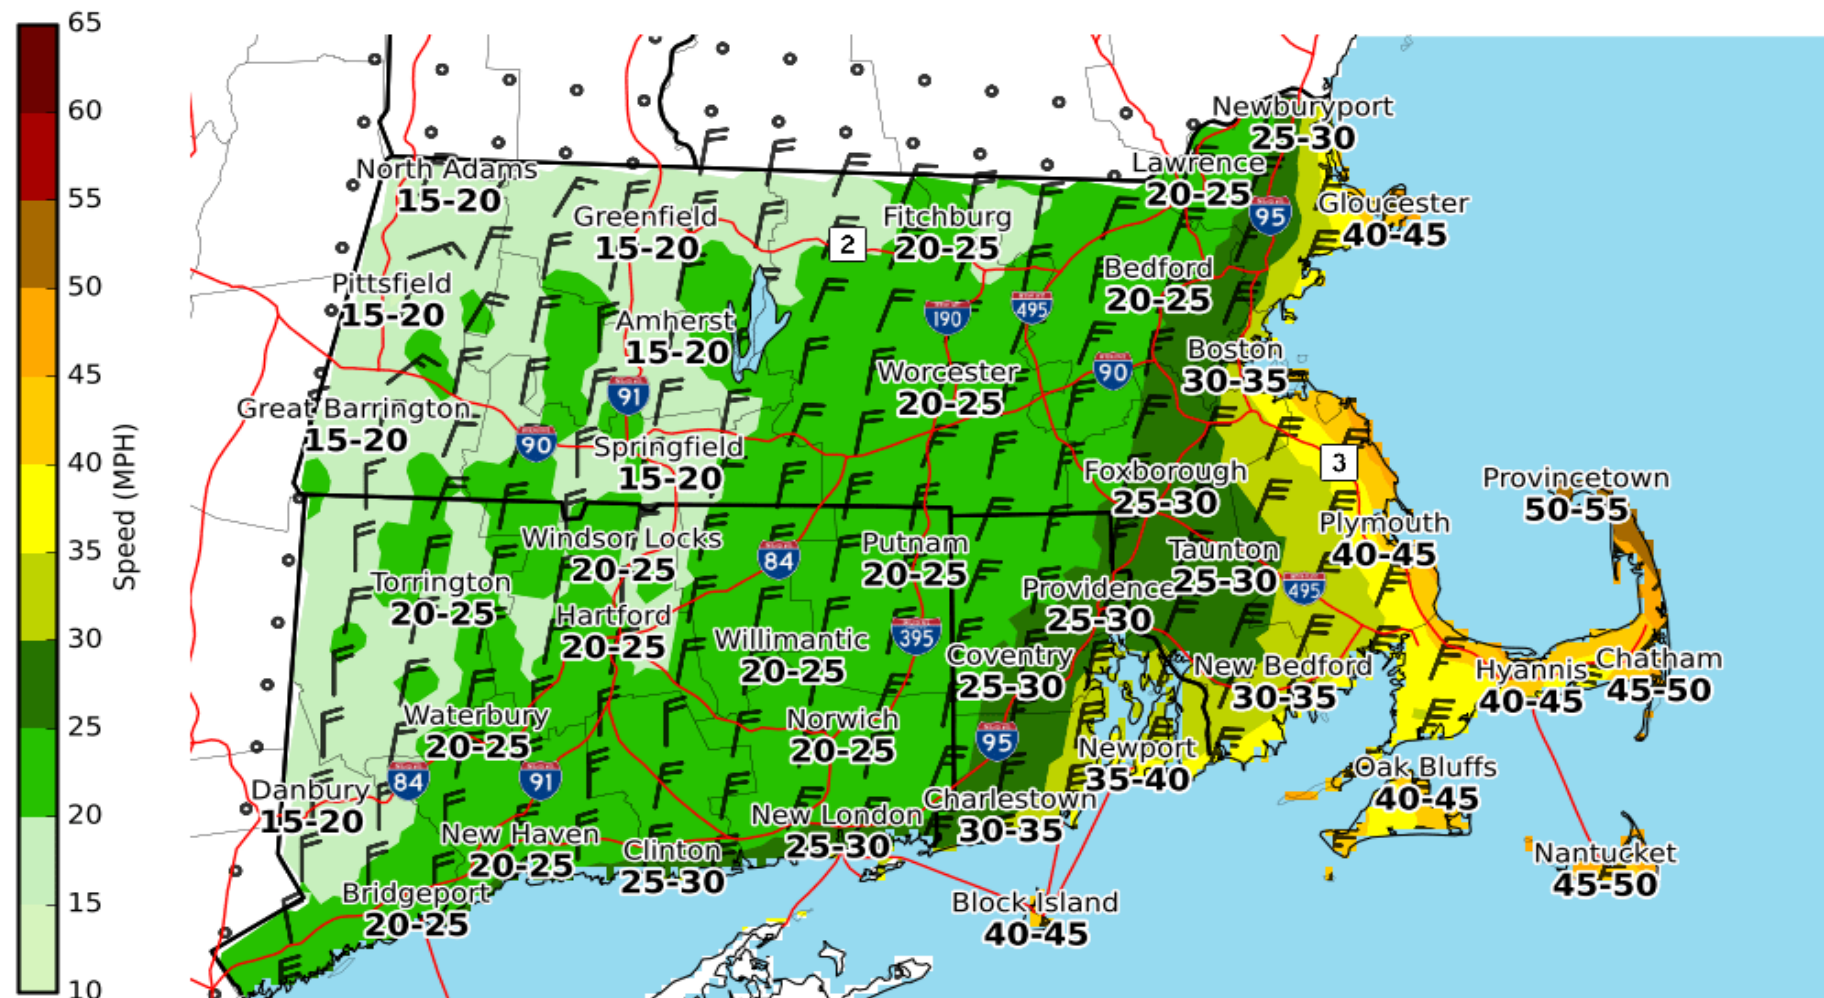 65
60
55
50
45
40
35
30
25
20
15
10
Speed (MPH)
Newburyport
25-30
North Adams
15-20
Lawrence
20-25
95
Greenfield
15-20
2
Fitchburg
20-25
Gloucester
40-45
Pittsfield
15-20
Bedford
20-25
190
495
Amherst
15-20
Boston
30-35
Worcester
20-25
90
91
Great Barrington
15-20
90
Springfield
15-20
Foxborough
25-30
3
Provincetown
50-55
Windsor Locks
20-25
84
Putnam
20-25
Plymouth
40-45
Taunton
25-30
495
Torrington
20-25
Providence
25-30
Hartford
20-25
Willimantic
20-25
395
Coventry
25-30
New Bedford
30-35
Hyannis
40-45
Chatham
45-50
Waterbury
20-25
Norwich
20-25
95
Newport
35-40
84
91
Oak Bluffs
40-45
Danbury
15-20
Charlestown
30-35
New London
25-30
New Haven
20-25
Clinton
25-30
Nantucket
45-50
Bridgeport
20-25
Block Island
40-45